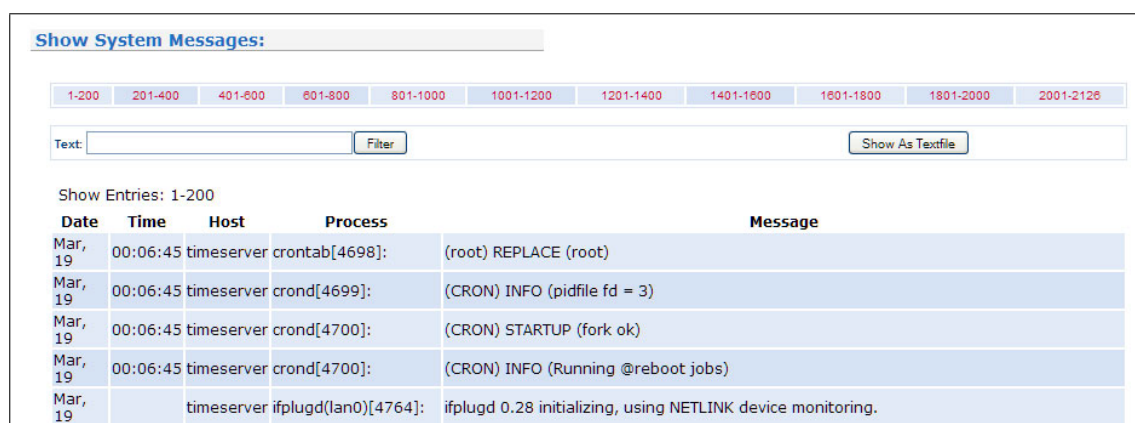 Show System Messages:
1-200 201-400 401-600 601-800 801-1000 1001-1200 1201-1400 1401-1600 1601-1800 1801-2000 2001-2126
Text: Filter Show As Textfile
Show Entries: 1-200
Date Time Host Process Message
Mar, 19 00:06:45 timeserver crontab[4698]: (root) REPLACE (root)
Mar, 19 00:06:45 timeserver crond[4699]: (CRON) INFO (pidfile fd = 3)
Mar, 19 00:06:45 timeserver crond[4700]: (CRON) STARTUP (fork ok)
Mar, 19 00:06:45 timeserver crond[4700]: (CRON) INFO (Running @reboot jobs)
Mar, 19 timeserver ifplugd(lan0)[4764]: ifplugd 0.28 initializing, using NETLINK device monitoring.